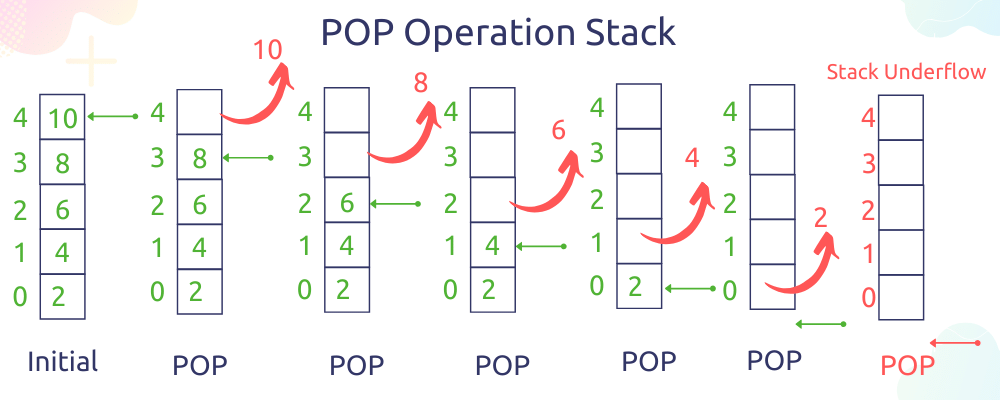 POP Operation Stack
10
8
6
4
2
Stack Underflow
4 10 4 4 4 4 4 4
3 8 3 8 3 3 3 3 3
2 6 2 6 2 6 2 2 2 2
1 4 1 4 1 4 1 4 1 1 1
0 2 0 2 0 2 0 2 0 2 0 0
Initial POP POP POP POP POP POP